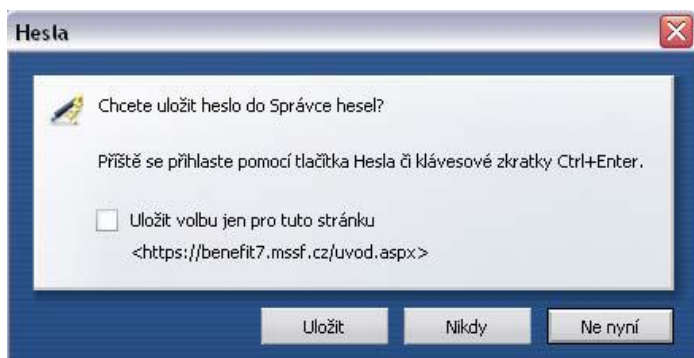 Hesla
Chcete uložit heslo do Správce hesel?
Příště se přihlaste pomocí tlačítka Hesla či klávesové zkratky Ctrl+Enter.
Uložit volbu jen pro tuto stránku
<https://benefit7.mssf.cz/uvod.aspx>
Uložit Nikdy Ne nyní